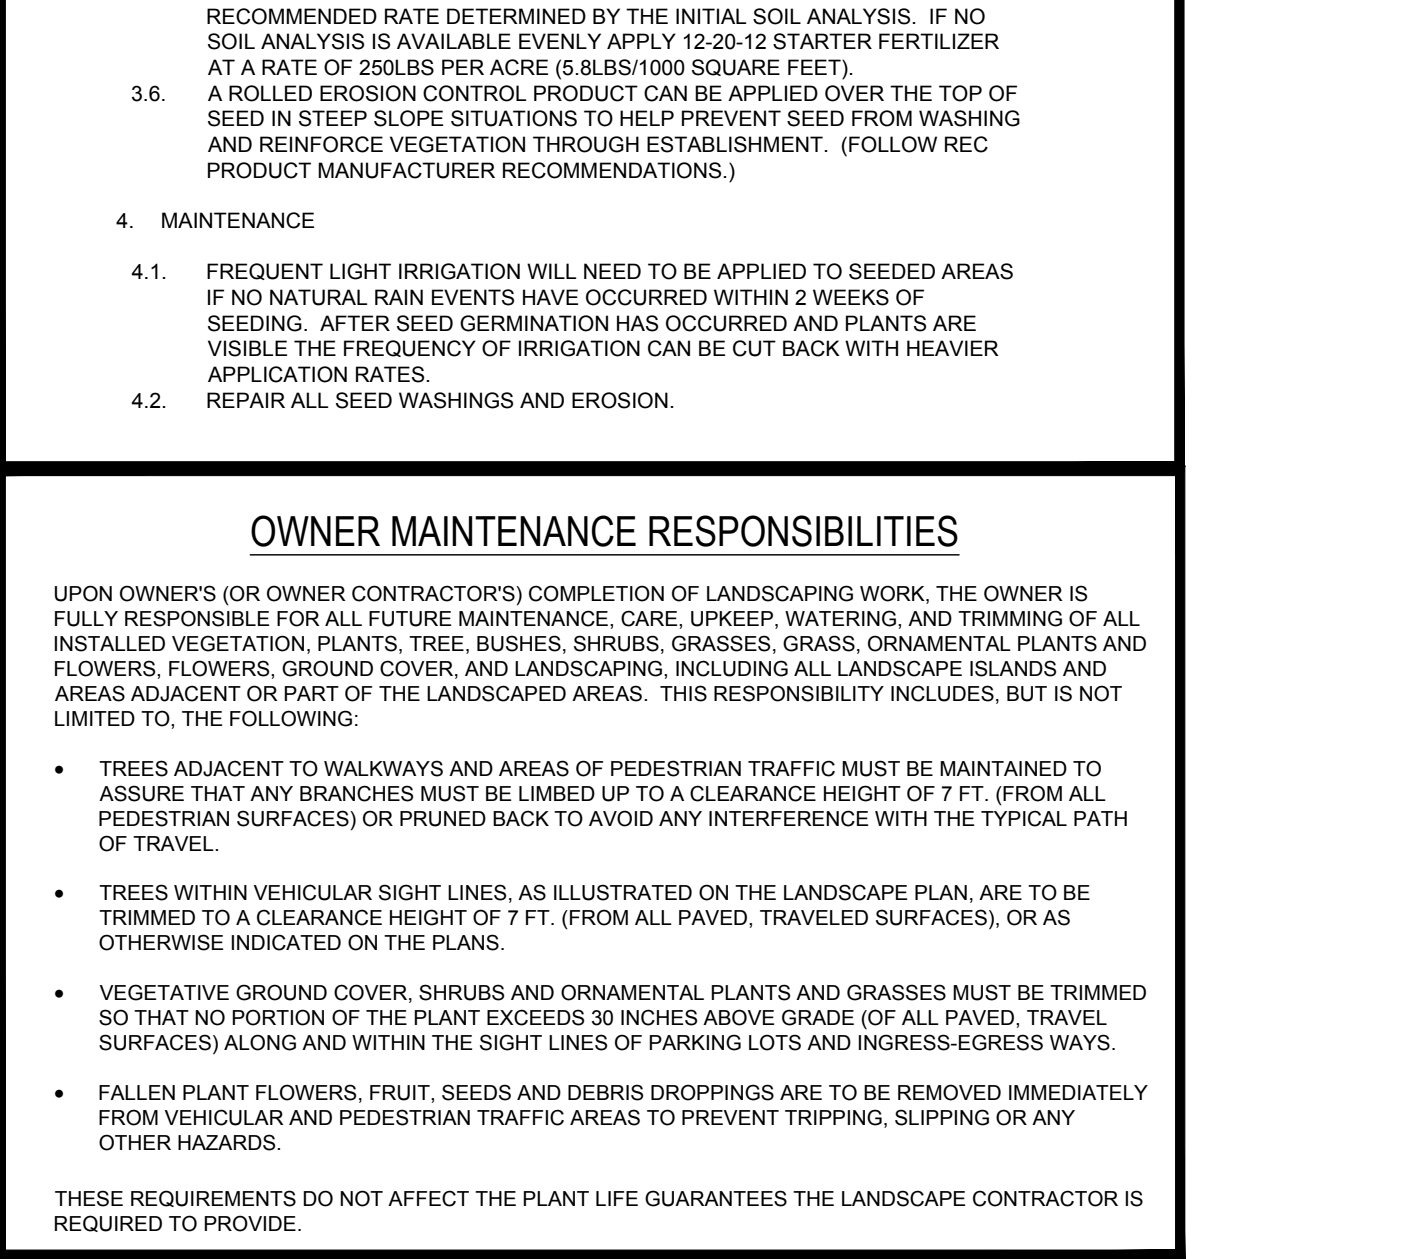 RECOMMENDED RATE DETERMINED BY THE INITIAL SOIL ANALYSIS. IF NO
SOIL ANALYSIS IS AVAILABLE EVENLY APPLY 12-20-12 STARTER FERTILIZER
AT A RATE OF 250LBS PER ACRE (5.8LBS/1000 SQUARE FEET).
3.6. A ROLLED EROSION CONTROL PRODUCT CAN BE APPLIED OVER THE TOP OF
SEED IN STEEP SLOPE SITUATIONS TO HELP PREVENT SEED FROM WASHING
AND REINFORCE VEGETATION THROUGH ESTABLISHMENT. (FOLLOW REC
PRODUCT MANUFACTURER RECOMMENDATIONS.)
4. MAINTENANCE
4.1. FREQUENT LIGHT IRRIGATION WILL NEED TO BE APPLIED TO SEEDED AREAS
IF NO NATURAL RAIN EVENTS HAVE OCCURRED WITHIN 2 WEEKS OF
SEEDING. AFTER SEED GERMINATION HAS OCCURRED AND PLANTS ARE
VISIBLE THE FREQUENCY OF IRRIGATION CAN BE CUT BACK WITH HEAVIER
APPLICATION RATES.
4.2. REPAIR ALL SEED WASHINGS AND EROSION.
OWNER MAINTENANCE RESPONSIBILITIES
UPON OWNER'S (OR OWNER CONTRACTOR'S) COMPLETION OF LANDSCAPING WORK, THE OWNER IS
FULLY RESPONSIBLE FOR ALL FUTURE MAINTENANCE, CARE, UPKEEP, WATERING, AND TRIMMING OF ALL
INSTALLED VEGETATION, PLANTS, TREE, BUSHES, SHRUBS, GRASSES, GRASS, ORNAMENTAL PLANTS AND
FLOWERS, FLOWERS, GROUND COVER, AND LANDSCAPING, INCLUDING ALL LANDSCAPE ISLANDS AND
AREAS ADJACENT OR PART OF THE LANDSCAPED AREAS. THIS RESPONSIBILITY INCLUDES, BUT IS NOT
LIMITED TO, THE FOLLOWING:
• TREES ADJACENT TO WALKWAYS AND AREAS OF PEDESTRIAN TRAFFIC MUST BE MAINTAINED TO
ASSURE THAT ANY BRANCHES MUST BE LIMBED UP TO A CLEARANCE HEIGHT OF 7 FT. (FROM ALL
PEDESTRIAN SURFACES) OR PRUNED BACK TO AVOID ANY INTERFERENCE WITH THE TYPICAL PATH
OF TRAVEL.
• TREES WITHIN VEHICULAR SIGHT LINES, AS ILLUSTRATED ON THE LANDSCAPE PLAN, ARE TO BE
TRIMMED TO A CLEARANCE HEIGHT OF 7 FT. (FROM ALL PAVED, TRAVELED SURFACES), OR AS
OTHERWISE INDICATED ON THE PLANS.
• VEGETATIVE GROUND COVER, SHRUBS AND ORNAMENTAL PLANTS AND GRASSES MUST BE TRIMMED
SO THAT NO PORTION OF THE PLANT EXCEEDS 30 INCHES ABOVE GRADE (OF ALL PAVED, TRAVEL
SURFACES) ALONG AND WITHIN THE SIGHT LINES OF PARKING LOTS AND INGRESS-EGRESS WAYS.
• FALLEN PLANT FLOWERS, FRUIT, SEEDS AND DEBRIS DROPPINGS ARE TO BE REMOVED IMMEDIATELY
FROM VEHICULAR AND PEDESTRIAN TRAFFIC AREAS TO PREVENT TRIPPING, SLIPPING OR ANY
OTHER HAZARDS.
THESE REQUIREMENTS DO NOT AFFECT THE PLANT LIFE GUARANTEES THE LANDSCAPE CONTRACTOR IS
REQUIRED TO PROVIDE.